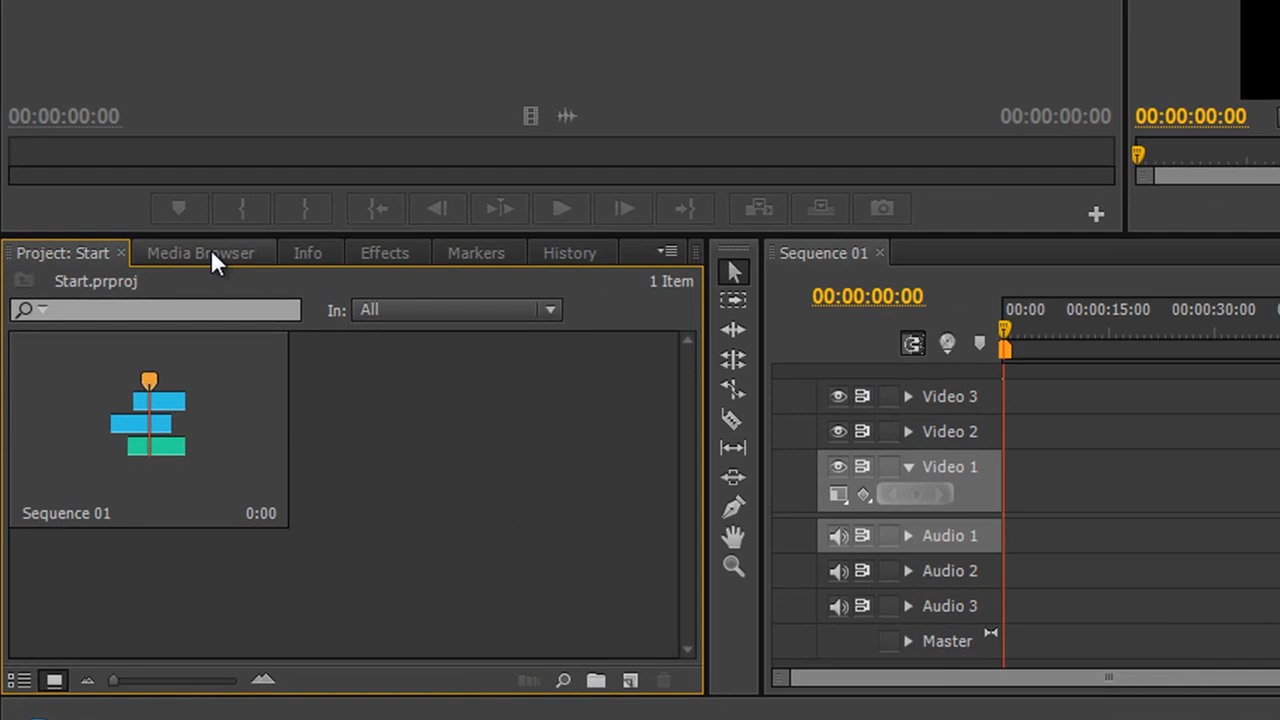 00:00:00:00
00:00:00:00
00:00:00:00
Project: Start
Media Browser
Info
Effects
Markers
History
Start.prproj
1 Item
In:
All
Sequence 01
0:00
Sequence 01
00:00:00:00
00:00
00:00:15:00
00:00:30:00
Video 3
Video 2
Video 1
Audio 1
Audio 2
Audio 3
Master